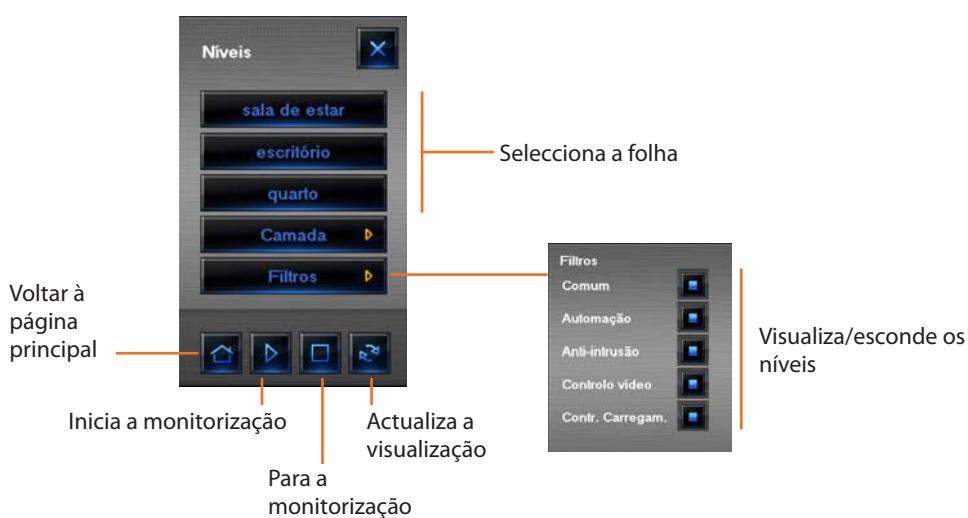 Níveis
sala de estar
escritório
quarto
Camada
Filtros
Selecciona a folha
Voltar à
página
principal
Inicia a monitorização
Para a
monitorização
Actualiza a
visualização
Filtros
Comum
Automação
Anti-intrusão
Controlo video
Contr. Carregam.
Visualiza/esconde os
níveis